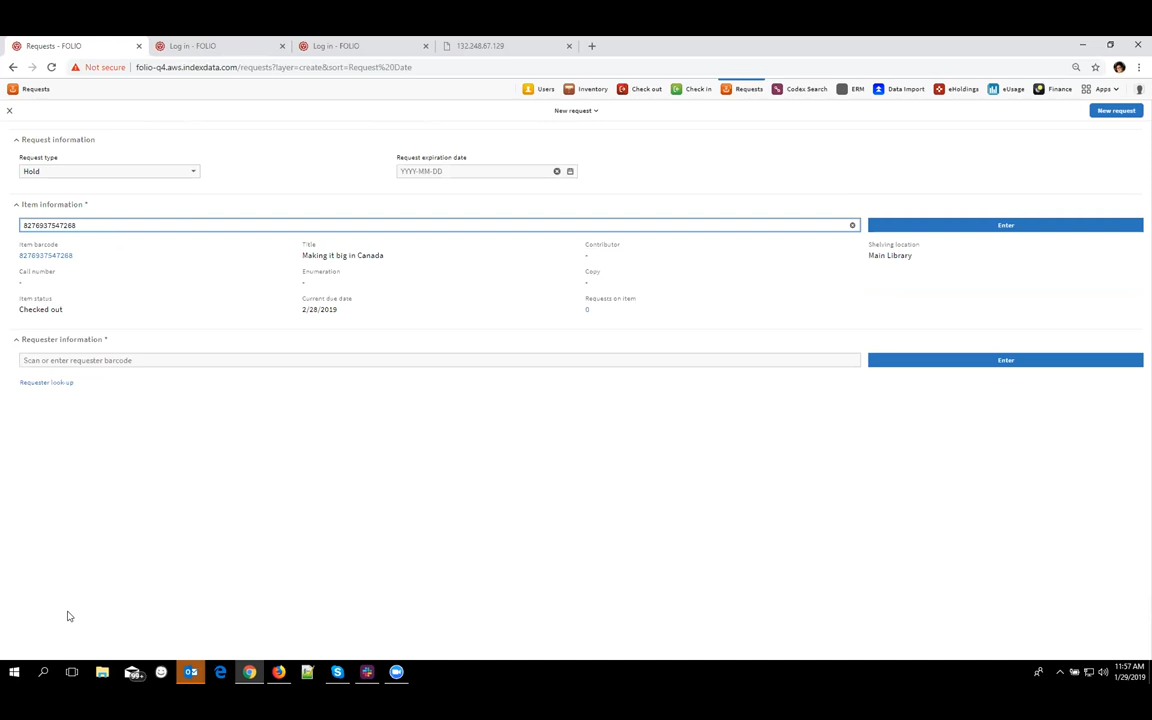 Requests - FOLIO Log in - FOLIO Log in - FOLIO 132.248.67.129
Not secure folio-q4.aws.indexdata.com/requests?layer=create&sort=Request%20Date
Requests Users Inventory Check out Check in Requests Codex Search ERM Data Import eHoldings eUsage Finance Apps
New request New request
Request information
Request type Request expiration date
Hold YYYY-MM-DD
Item information *
8276937547268 Enter
Item barcode Title Contributor Shelving location
8276937547268 Making it big in Canada - Main Library
Call number Enumeration Copy
- - -
Item status Current due date Requests on item
Checked out 2/28/2019 0
Requester information *
Scan or enter requester barcode Enter
Requester look-up
99+ 11:57 AM
1/29/2019